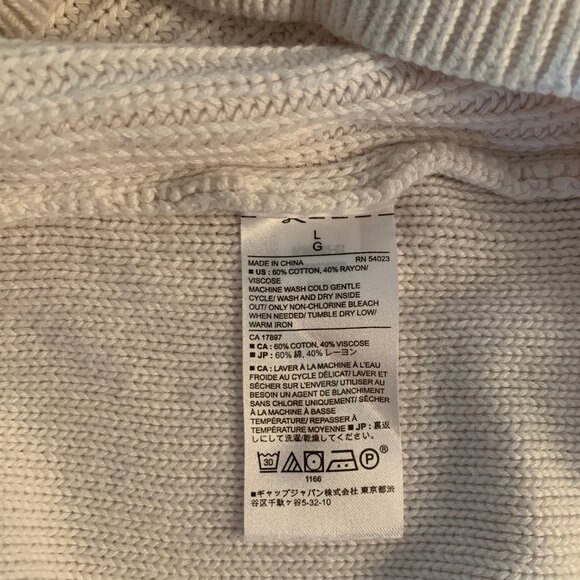 L
G
MADE IN CHINA RN 54023
■ US : 60% COTTON, 40% RAYON/
VISCOSE
MACHINE WASH COLD GENTLE
CYCLE/ WASH AND DRY INSIDE
OUT/ ONLY NON-CHLORINE BLEACH
WHEN NEEDED/ TUMBLE DRY LOW/
WARM IRON
CA 17897
■ CA : 60% COTTON, 40% VISCOSE
■ JP : 60% 綿, 40% レーヨン
■ CA : LAVER À LA MACHINE À L'EAU
FROIDE AU CYCLE DÉLICAT/ LAVER ET
SÉCHER SUR L'ENVERS/ UTILISER AU
BESOIN UN AGENT DE BLANCHIMENT
SANS CHLORE UNIQUEMENT/ SÉCHER
À LA MACHINE À BASSE
TEMPÉRATURE/ REPASSER À
TEMPÉRATURE MOYENNE ■ JP : 裏返
しにして洗濯/乾燥してください。
30 P ®
1166
■ギャップジャパン株式会社 東京都渋
谷区千駄ヶ谷5-32-10